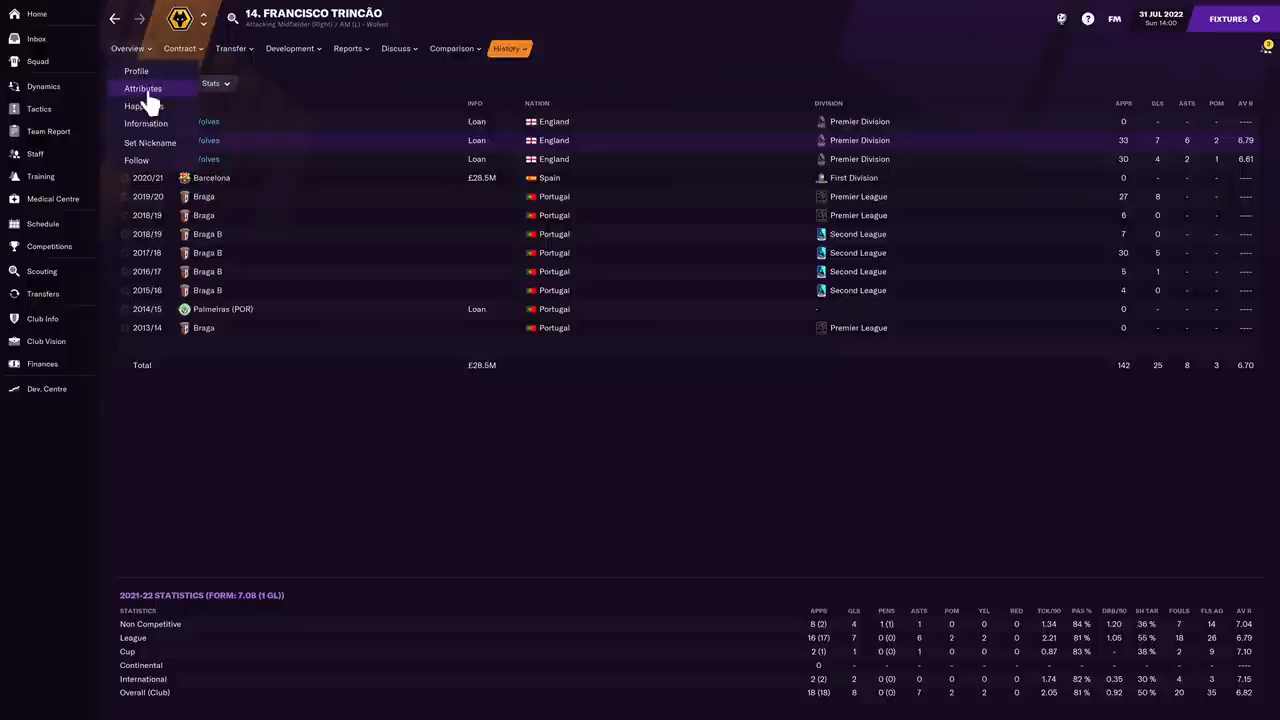 Home
Inbox
Squad
Dynamics
Tactics
Team Report
Staff
Training
Medical Centre
Schedule
Competitions
Scouting
Transfers
Club Info
Club Vision
Finances
Dev. Centre
14. FRANCISCO TRINCÃO
Attacking Midfielder (Right) / AM (L) - Wolves
FM
31 JUL 2022
Sun 14:00
FIXTURES
3
Overview Contract Transfer Development Reports Discuss Comparison History
Profile
Attributes
Information
Set Nickname
Follow
Stats
INFO NATION DIVISION APPS GLS ASTS POM AV R
Loan England Premier Division 0 - - - ----
Loan England Premier Division 33 7 6 2 6.79
Loan England Premier Division 30 4 2 1 6.61
2020/21 Barcelona £28.5M Spain First Division 0 - - - ----
2019/20 Braga Portugal Premier League 27 8 - - ----
2018/19 Braga Portugal Premier League 6 0 - - ----
2018/19 Braga B Portugal Second League 7 0 - - ----
2017/18 Braga B Portugal Second League 30 5 - - ----
2016/17 Braga B Portugal Second League 5 1 - - ----
2015/16 Braga B Portugal Second League 4 0 - - ----
2014/15 Palmeiras (POR) Loan Portugal - 0 - - - ----
2013/14 Braga Portugal Premier League 0 - - - ----
Total £28.5M 142 25 8 3 6.70
2021-22 STATISTICS (FORM: 7.08 (1 GL))
STATISTICS APPS GLS PENS ASTS POM YEL RED TCK/90 PAS % DRB/90 SH TAR FOULS FLS AG AV R
Non Competitive 8 (2) 4 1 (1) 1 0 0 0 1.34 84 % 1.20 36 % 7 14 7.04
League 16 (17) 7 0 (0) 6 2 2 0 2.21 81 % 1.05 55 % 18 26 6.79
Cup 2 (1) 1 0 (0) 1 0 0 0 0.87 83 % - 38 % 2 9 7.10
Continental 0 - - - - - - - - - - - - ----
International 2 (2) 2 0 (0) 0 0 0 0 1.74 82 % 0.35 30 % 4 3 7.15
Overall (Club) 18 (18) 8 0 (0) 7 2 2 0 2.05 81 % 0.92 50 % 20 35 6.82